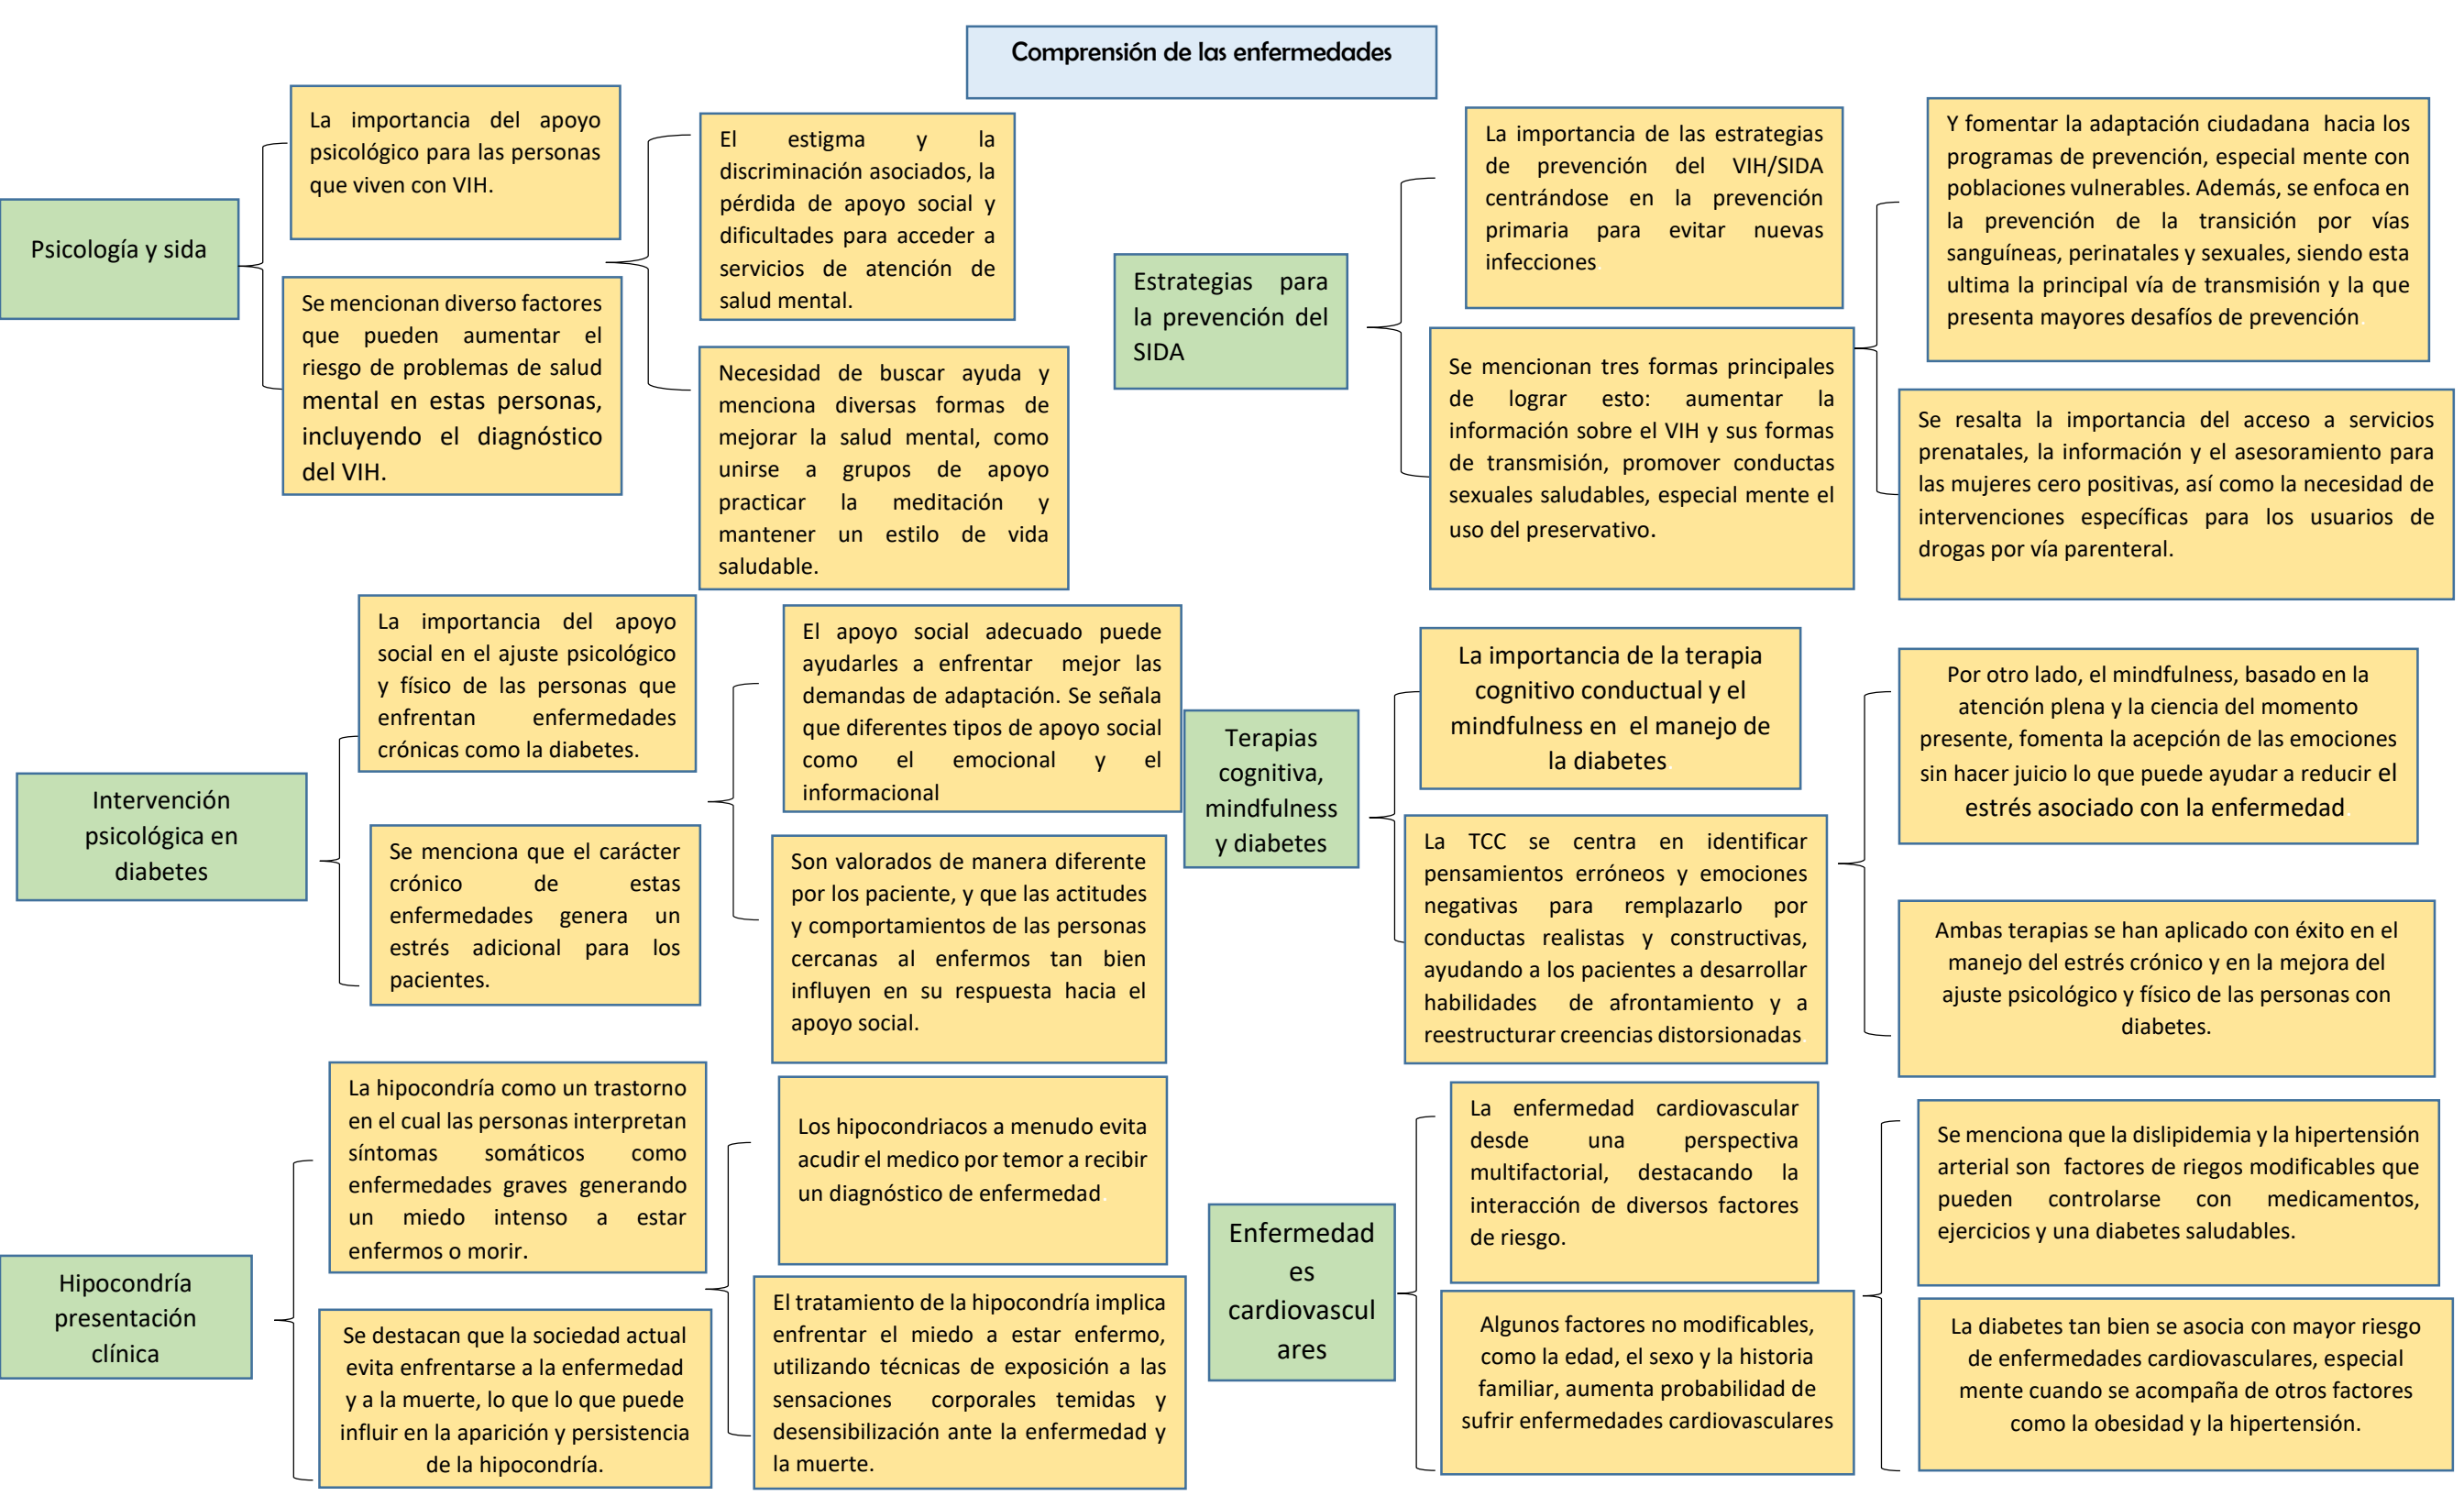 Comprensión de las enfermedades
Psicología y sida
La importancia del apoyo
psicológico para las personas
que viven con VIH.
Se mencionan diverso factores
que pueden aumentar el
riesgo de problemas de salud
mental en estas personas,
incluyendo el diagnóstico
del VIH.
El estigma y la
discriminación asociados, la
pérdida de apoyo social y
dificultades para acceder a
servicios de atención de
salud mental.
Necesidad de buscar ayuda y
menciona diversas formas de
mejorar la salud mental, como
unirse a grupos de apoyo
practicar la meditación y
mantener un estilo de vida
saludable.
Estrategias para
la prevención del
SIDA
La importancia de las estrategias
de prevención del VIH/SIDA
centrándose en la prevención
primaria para evitar nuevas
infecciones.
Se mencionan tres formas principales
de lograr esto: aumentar la
información sobre el VIH y sus formas
de transmisión, promover conductas
sexuales saludables, especial mente el
uso del preservativo.
Y fomentar la adaptación ciudadana hacia los
programas de prevención, especial mente con
poblaciones vulnerables. Además, se enfoca en
la prevención de la transición por vías
sanguíneas, perinatales y sexuales, siendo esta
ultima la principal vía de transmisión y la que
presenta mayores desafíos de prevención.
Se resalta la importancia del acceso a servicios
prenatales, la información y el asesoramiento para
las mujeres cero positivas, así como la necesidad de
intervenciones específicas para los usuarios de
drogas por vía parenteral.
Intervención
psicológica en
diabetes
La importancia del apoyo
social en el ajuste psicológico
y físico de las personas que
enfrentan enfermedades
crónicas como la diabetes.
Se menciona que el carácter
crónico de estas
enfermedades genera un
estrés adicional para los
pacientes.
El apoyo social adecuado puede
ayudarles a enfrentar mejor las
demandas de adaptación. Se señala
que diferentes tipos de apoyo social
como el emocional y el
informacional
Son valorados de manera diferente
por los paciente, y que las actitudes
y comportamientos de las personas
cercanas al enfermos tan bien
influyen en su respuesta hacia el
apoyo social.
Terapias
cognitiva,
mindfulness
y diabetes
La importancia de la terapia
cognitivo conductual y el
mindfulness en el manejo de
la diabetes.
La TCC se centra en identificar
pensamientos erróneos y emociones
negativas para remplazarlo por
conductas realistas y constructivas,
ayudando a los pacientes a desarrollar
habilidades de afrontamiento y a
reestructurar creencias distorsionadas
Por otro lado, el mindfulness, basado en la
atención plena y la ciencia del momento
presente, fomenta la acepción de las emociones
sin hacer juicio lo que puede ayudar a reducir el
estrés asociado con la enfermedad.
Ambas terapias se han aplicado con éxito en el
manejo del estrés crónico y en la mejora del
ajuste psicológico y físico de las personas con
diabetes.
Hipocondría
presentación
clínica
La hipocondría como un trastorno
en el cual las personas interpretan
síntomas somáticos como
enfermedades graves generando
un miedo intenso a estar
enfermos o morir.
Se destacan que la sociedad actual
evita enfrentarse a la enfermedad
y a la muerte, lo que lo que puede
influir en la aparición y persistencia
de la hipocondría.
Los hipocondriacos a menudo evita
acudir el medico por temor a recibir
un diagnóstico de enfermedad.
El tratamiento de la hipocondría implica
enfrentar el miedo a estar enfermo,
utilizando técnicas de exposición a las
sensaciones corporales temidas y
desensibilización ante la enfermedad y
la muerte.
Enfermedad
es
cardiovascul
ares
La enfermedad cardiovascular
desde una perspectiva
multifactorial, destacando la
interacción de diversos factores
de riesgo.
Algunos factores no modificables,
como la edad, el sexo y la historia
familiar, aumenta probabilidad de
sufrir enfermedades cardiovasculares
Se menciona que la dislipidemia y la hipertensión
arterial son factores de riegos modificables que
pueden controlarse con medicamentos,
ejercicios y una diabetes saludables.
La diabetes tan bien se asocia con mayor riesgo
de enfermedades cardiovasculares, especial
mente cuando se acompaña de otros factores
como la obesidad y la hipertensión.